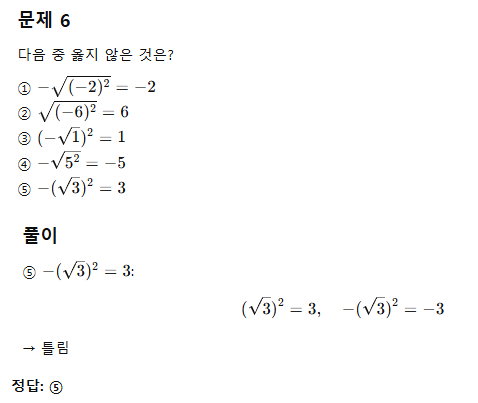 문제 6
다음 중 옳지 않은 것은?
① −√(−2)² = −2
② √(−6)² = 6
③ (−√1)² = 1
④ −√5² = −5
⑤ −(√3)² = 3
풀이
⑤ −(√3)² = 3:
(√3)² = 3, −(√3)² = −3
→ 틀림
정답: ⑤